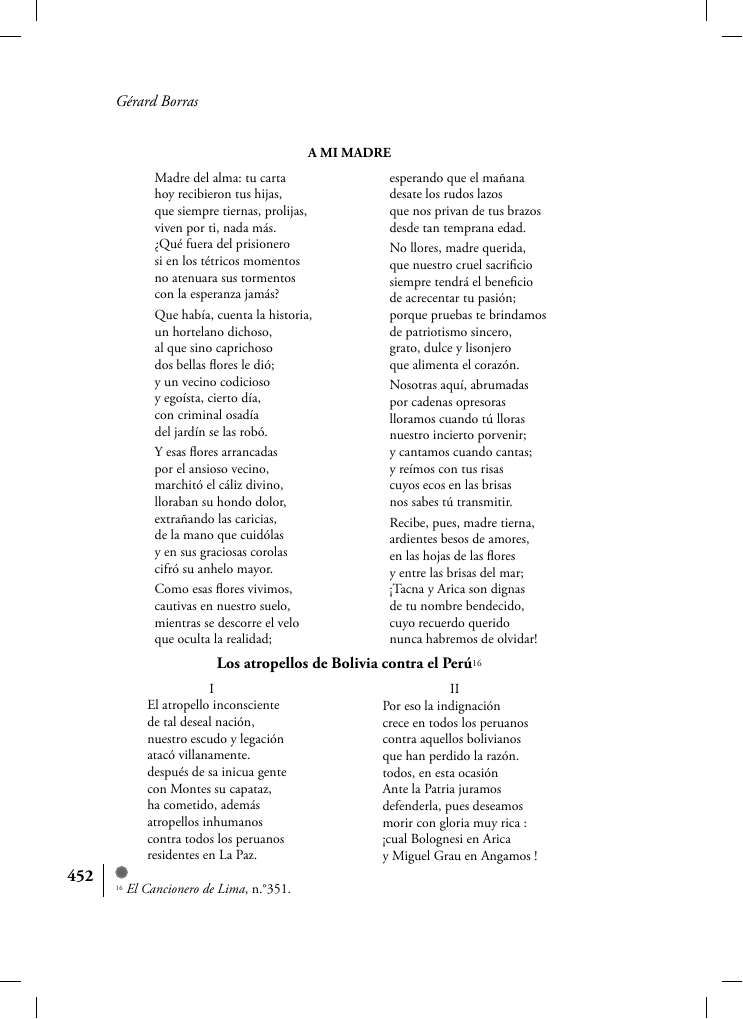 Gérard Borras
A MI MADRE
Madre del alma: tu carta
hoy recibieron tus hijas,
que siempre tiernas, prolijas,
viven por ti, nada más.
¿Qué fuera del prisionero
si en los tétricos momentos
no atenuara sus tormentos
con la esperanza jamás?
Que había, cuenta la historia,
un hortelano dichoso,
al que sino caprichoso
dos bellas flores le dió;
y un vecino codicioso
y egoísta, cierto día,
con criminal osadía
del jardín se las robó.
Y esas flores arrancadas
por el ansioso vecino,
marchitó el cáliz divino,
lloraban su hondo dolor,
extrañando las caricias,
de la mano que cuidólas
y en sus graciosas corolas
cifró su anhelo mayor.
Como esas flores vivimos,
cautivas en nuestro suelo,
mientras se descorre el velo
que oculta la realidad;
esperando que el mañana
desate los rudos lazos
que nos privan de tus brazos
desde tan temprana edad.
No llores, madre querida,
que nuestro cruel sacrificio
siempre tendrá el beneficio
de acrecentar tu pasión;
porque pruebas te brindamos
de patriotismo sincero,
grato, dulce y lisonjero
que alimenta el corazón.
Nosotras aquí, abrumadas
por cadenas opresoras
lloramos cuando tú lloras
nuestro incierto porvenir;
y cantamos cuando cantas;
y reímos con tus risas
cuyos ecos en las brisas
nos sabes tú transmitir.
Recibe, pues, madre tierna,
ardientes besos de amores,
en las hojas de las flores
y entre las brisas del mar;
¡Tacna y Arica son dignas
de tu nombre bendecido,
cuyo recuerdo querido
nunca habremos de olvidar!
Los atropellos de Bolivia contra el Perú16
I
El atropello inconsciente
de tal deseal nación,
nuestro escudo y legación
atacó villanamente.
después de sa inicua gente
con Montes su capataz,
ha cometido, además
atropellos inhumanos
contra todos los peruanos
residentes en La Paz.
II
Por eso la indignación
crece en todos los peruanos
contra aquellos bolivianos
que han perdido la razón.
todos, en esta ocasión
Ante la Patria juramos
defenderla, pues deseamos
morir con gloria muy rica :
¡cual Bolognesi en Arica
y Miguel Grau en Angamos !
452
16 El Cancionero de Lima, n.°351.